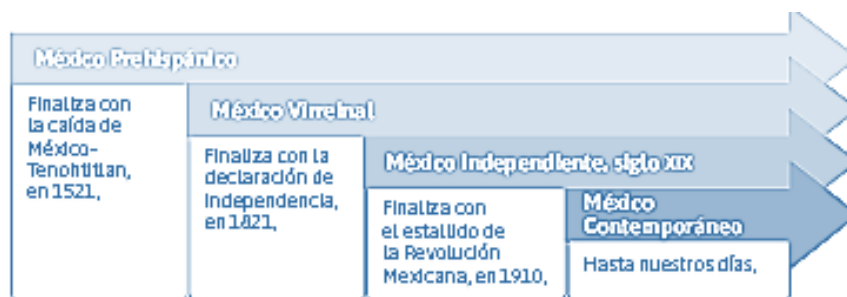 México Prehispánico
Finaliza con
la caída de
México-
Tenohtitlan,
en 1521,
México Virreinal
Finaliza con la
declaración de
Independencia,
en 1821,
México Independiente, siglo XIX
Finaliza con
el estallido de
la Revolución
Mexicana, en 1910,
México
Contemporáneo
Hasta nuestros días,